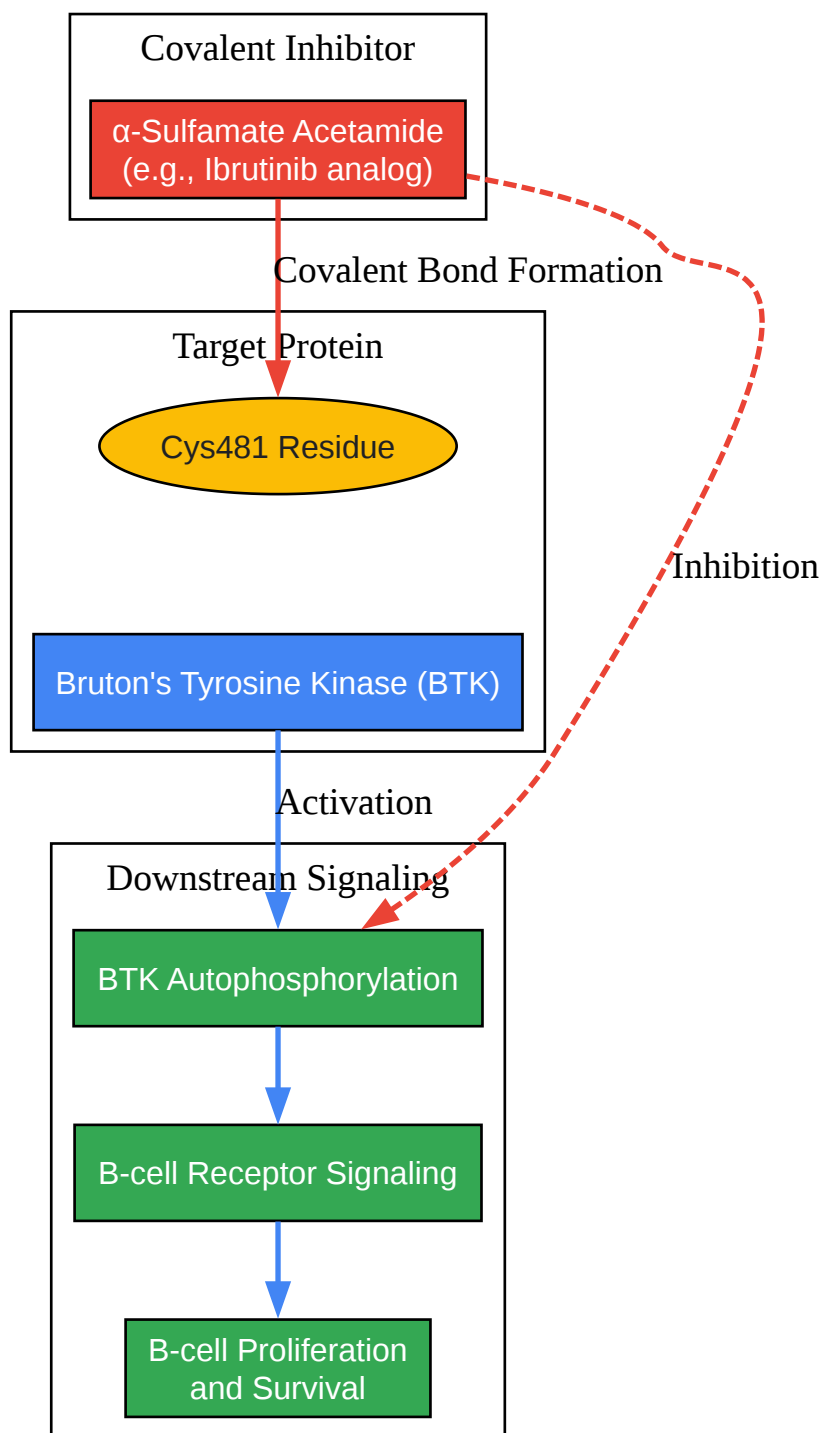 Covalent Inhibitor
α-Sulfamate Acetamide
(e.g., Ibrutinib analog)
Covalent Bond Formation
Target Protein
Cys481 Residue
Inhibition
Bruton's Tyrosine Kinase (BTK)
Activation
Downstream Signaling
BTK Autophosphorylation
B-cell Receptor Signaling
B-cell Proliferation
and Survival